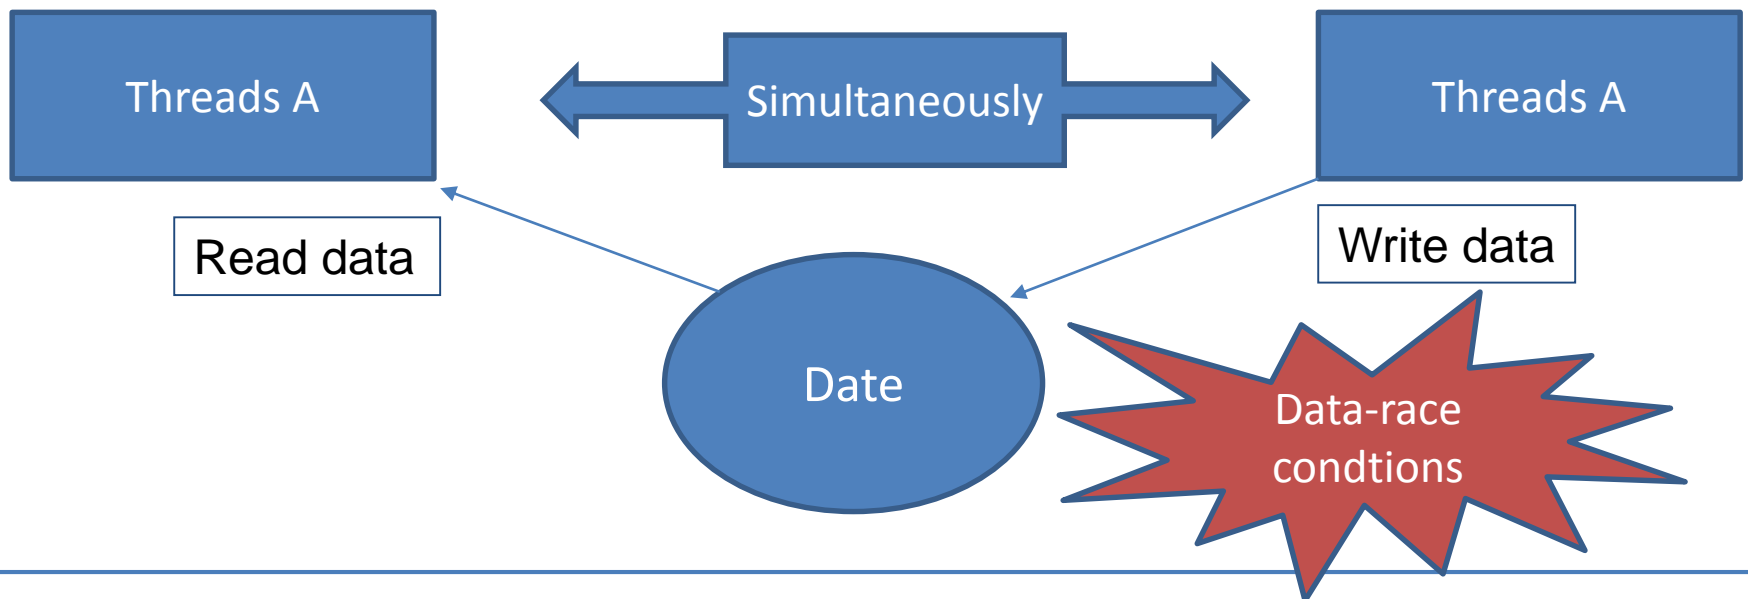 Threads A
Simultaneously
Threads A
Read data
Write data
Date
Data-race
condtions